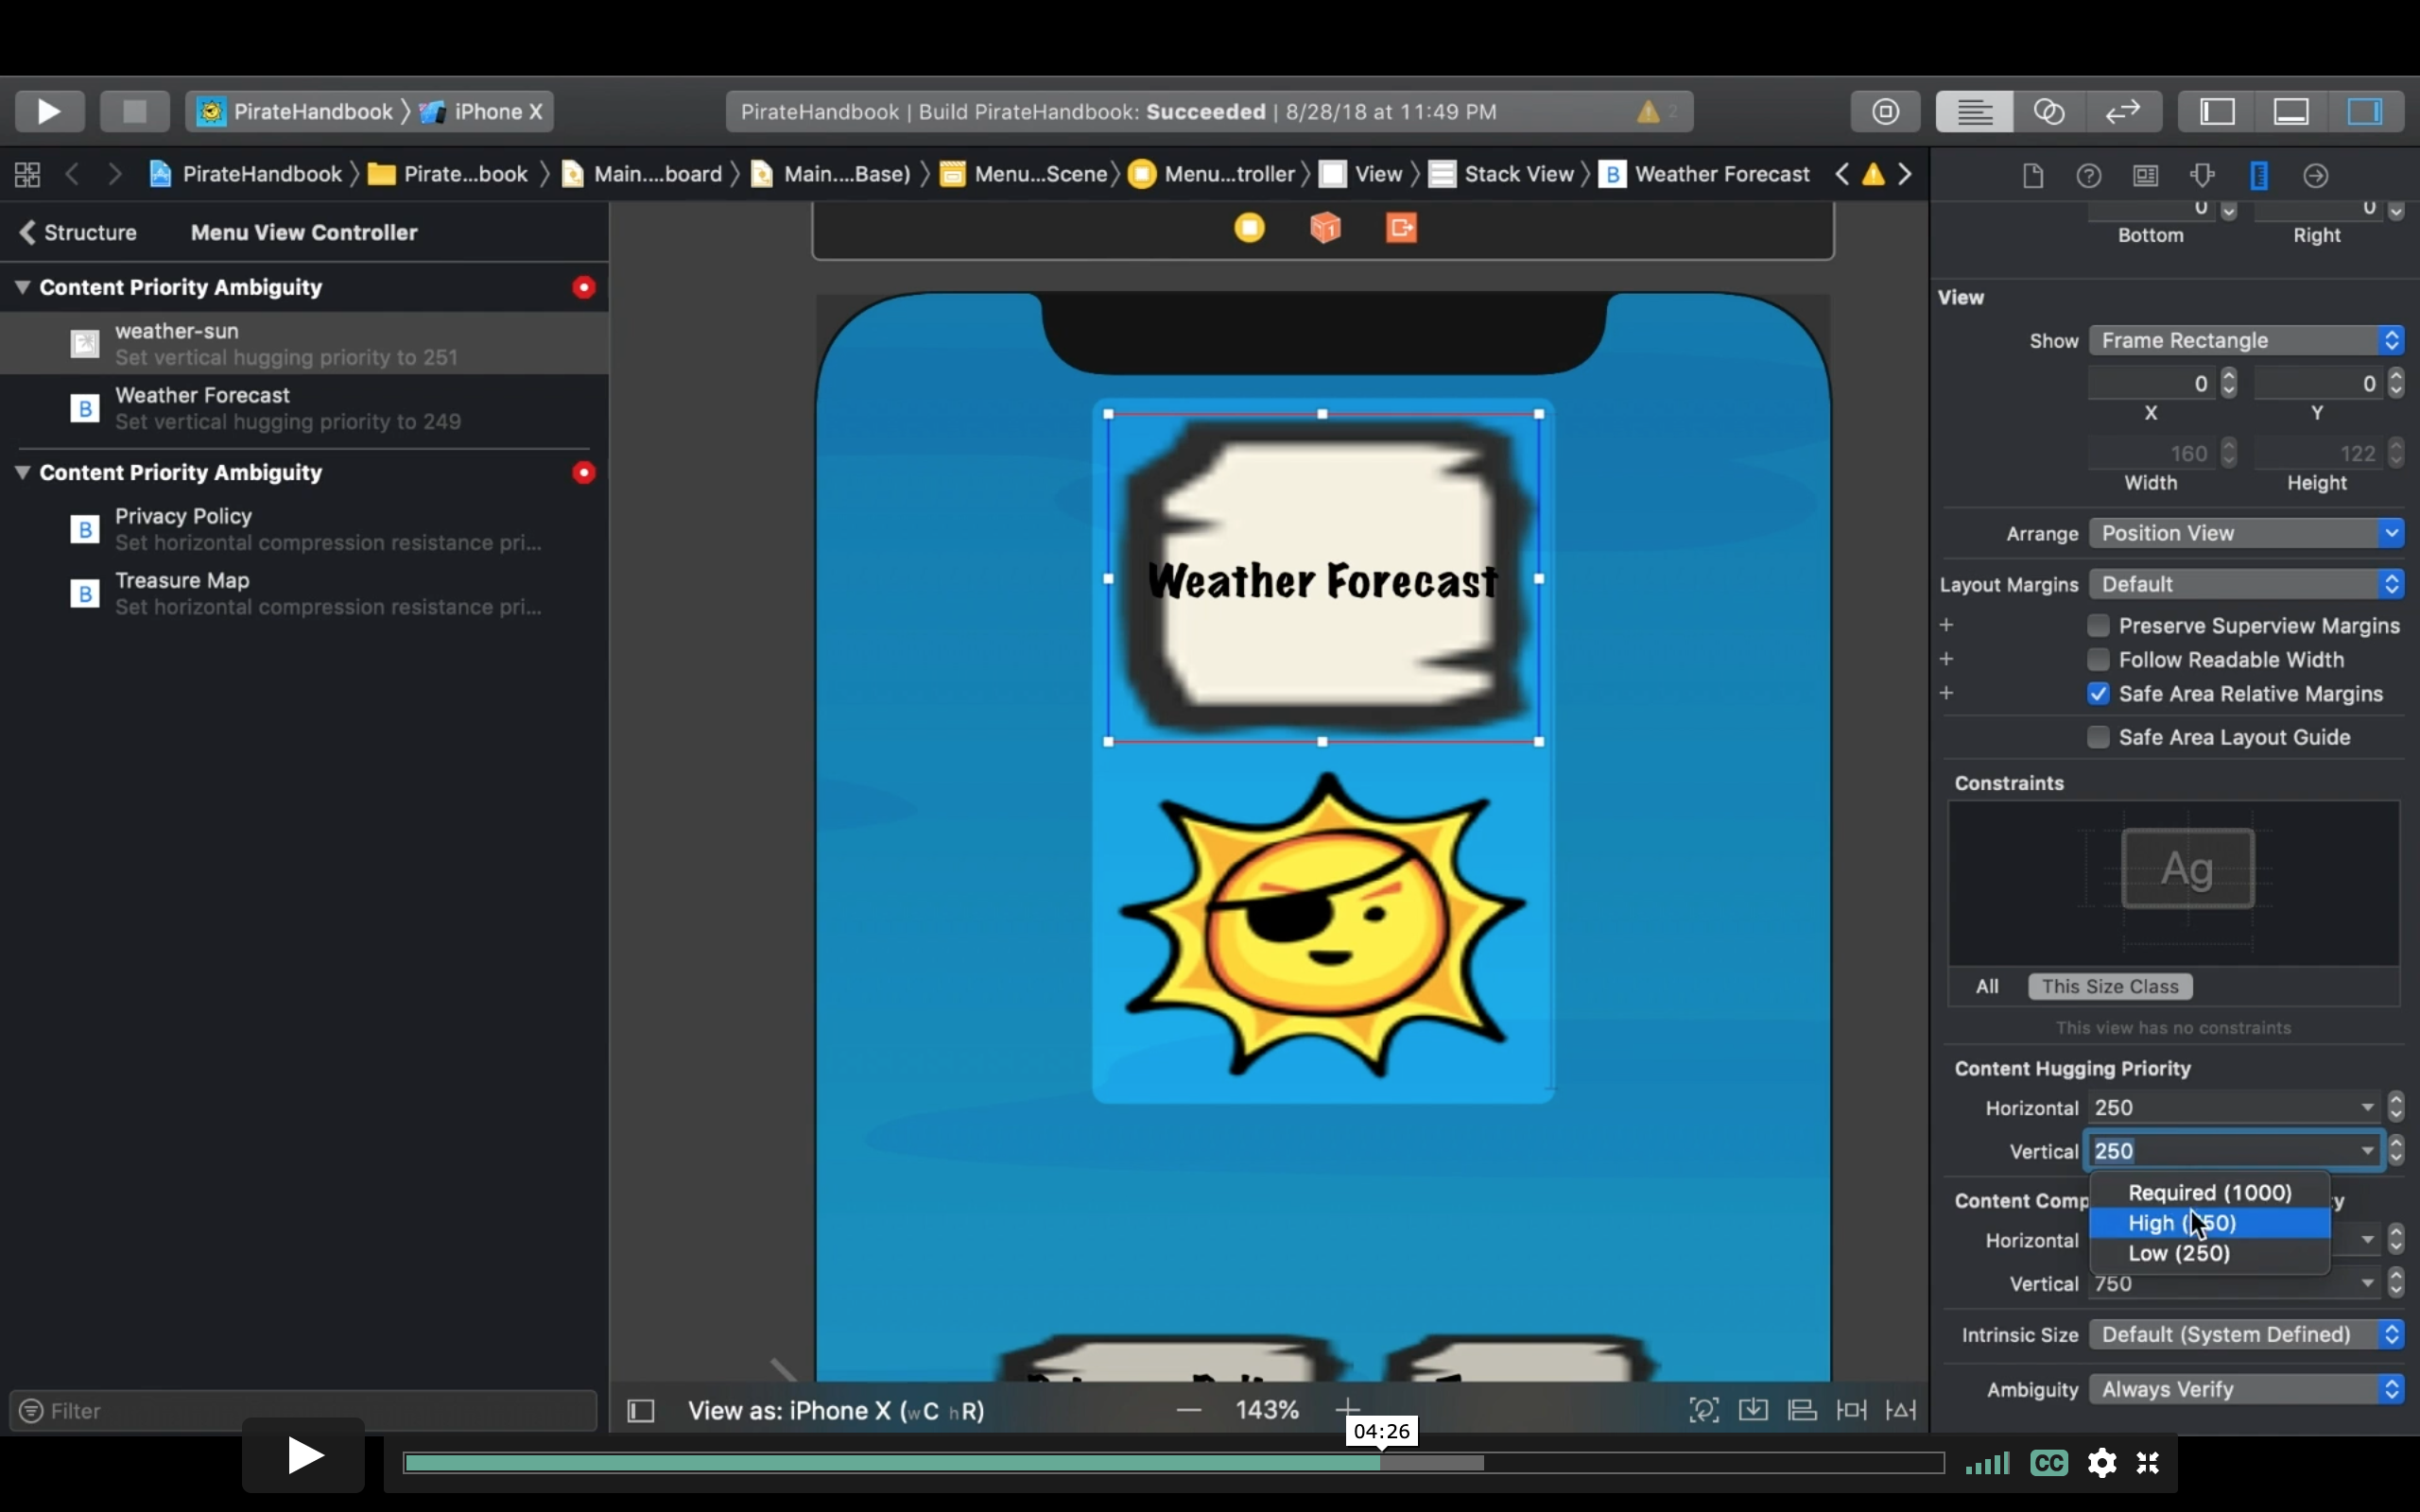 PirateHandbook 〉 iPhone X
PirateHandbook | Build PirateHandbook: Succeeded | 8/28/18 at 11:49 PM
2
PirateHandbook 〉 Pirate...book 〉 Main....board 〉 Main....Base) 〉 Menu...Scene 〉 Menu...troller 〉 View 〉 Stack View 〉 B Weather Forecast
Structure
Menu View Controller
Content Priority Ambiguity
weather-sun
Set vertical hugging priority to 251
B
Weather Forecast
Set vertical hugging priority to 249
Content Priority Ambiguity
B
Privacy Policy
Set horizontal compression resistance pri...
B
Treasure Map
Set horizontal compression resistance pri...
Filter
1
Weather Forecast
View as: iPhone X (wC hR)
143%
0 0
Bottom Right
View
Show Frame Rectangle
0 0
X Y
160 122
Width Height
Arrange Position View
Layout Margins Default
Preserve Superview Margins
Follow Readable Width
Safe Area Relative Margins
Safe Area Layout Guide
Constraints
Ag
All This Size Class
This view has no constraints
Content Hugging Priority
Horizontal 250
Vertical 250
Required (1000)
Content Comp y
High ( 50)
Horizontal
Low (250)
Vertical 750
Intrinsic Size Default (System Defined)
Ambiguity Always Verify
04:26
CC